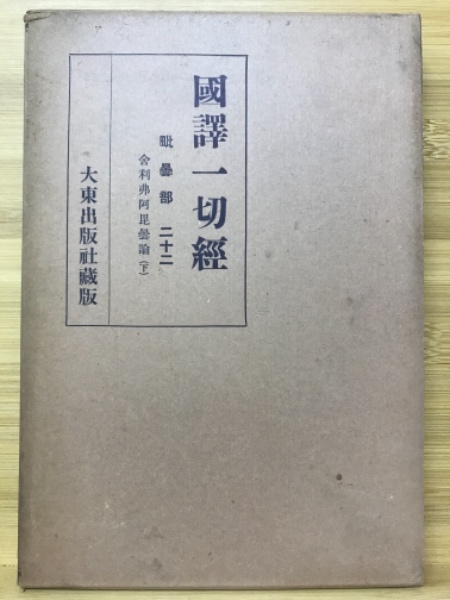 國譯一切經
毗曇部 二十二
舍利弗阿毘曇論(下)
大東出版社藏版